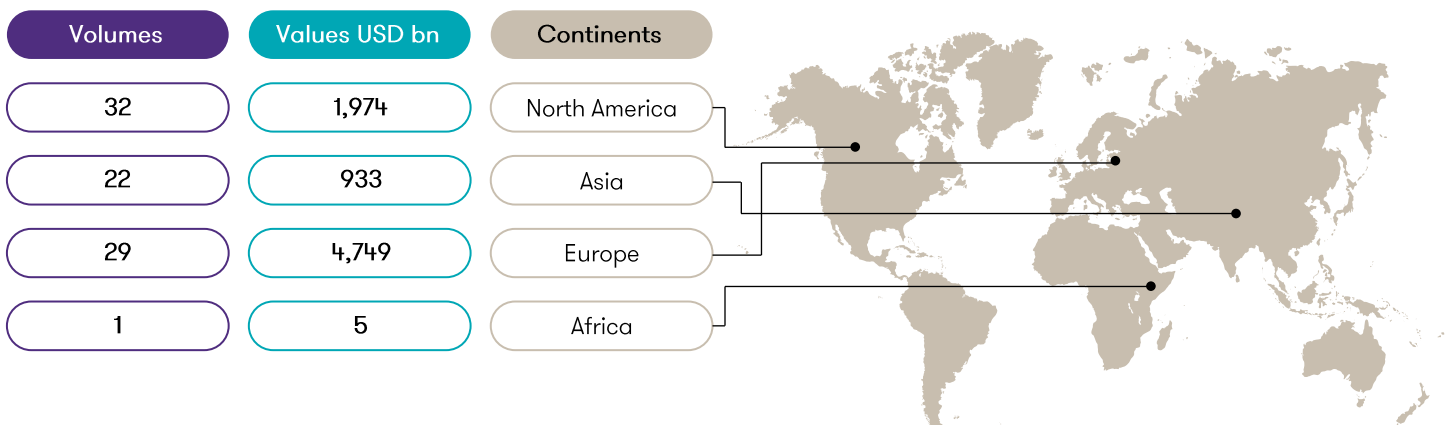 Volumes Values USD bn Continents
32 1,974 North America
22 933 Asia
29 4,749 Europe
1 5 Africa